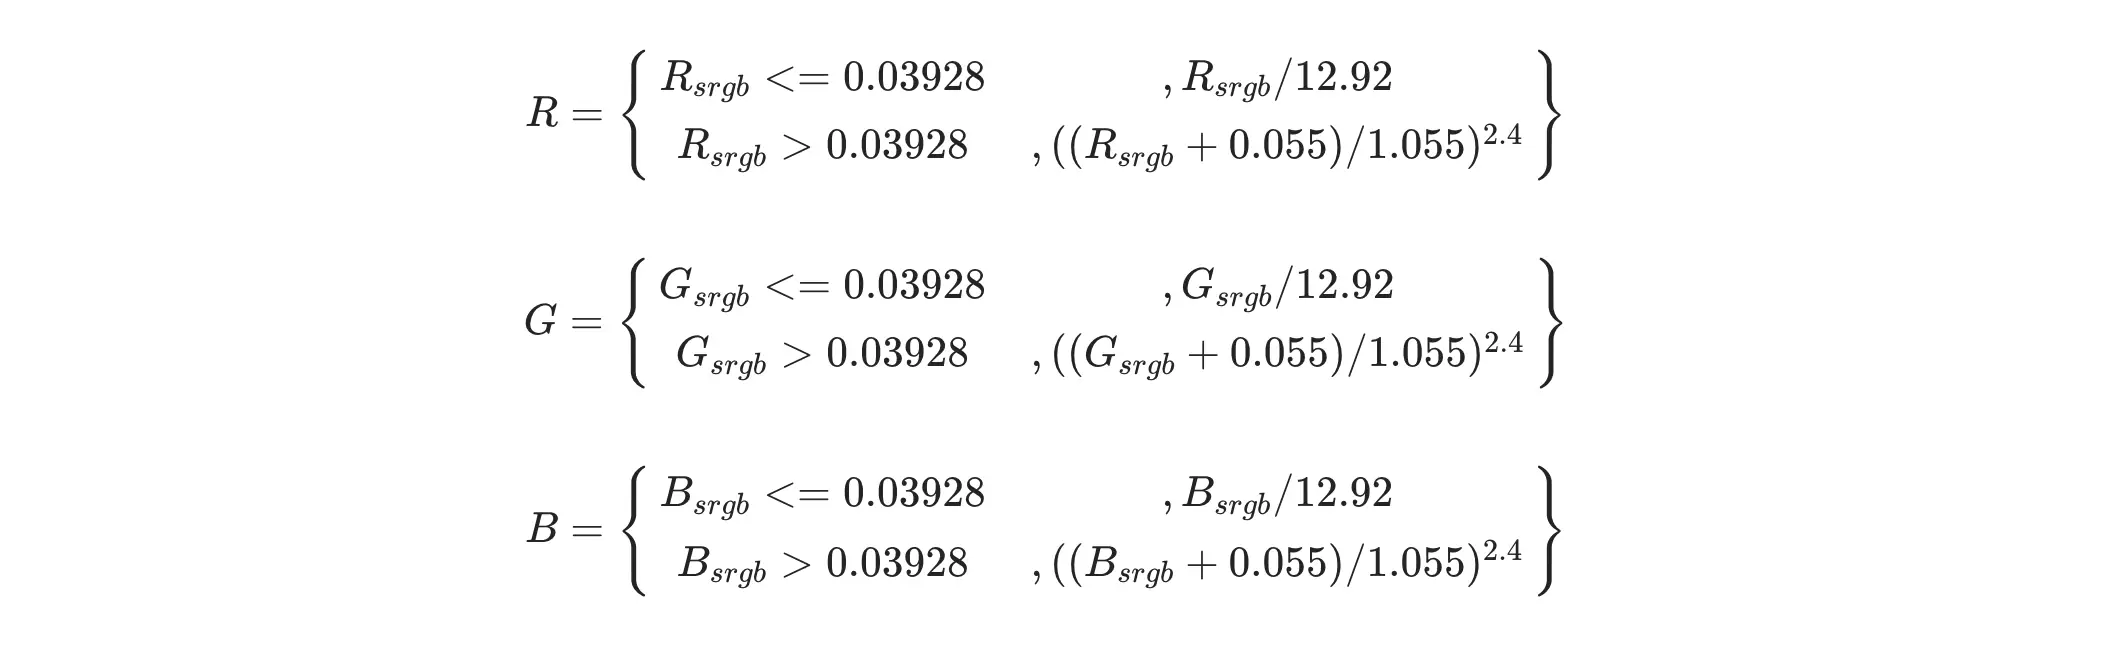 R = { R_srgb <= 0.03928 , R_srgb/12.92
R_srgb > 0.03928 , ((R_srgb + 0.055)/1.055)^2.4 }
G = { G_srgb <= 0.03928 , G_srgb/12.92
G_srgb > 0.03928 , ((G_srgb + 0.055)/1.055)^2.4 }
B = { B_srgb <= 0.03928 , B_srgb/12.92
B_srgb > 0.03928 , ((B_srgb + 0.055)/1.055)^2.4 }